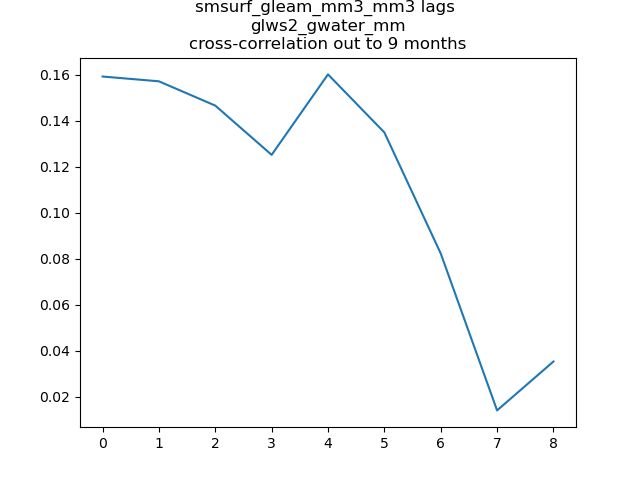 smsurf_gleam_mm3_mm3 lags
glws2_gwater_mm
cross-correlation out to 9 months
0.16
0.14
0.12
0.10
0.08
0.06
0.04
0.02
0 1 2 3 4 5 6 7 8